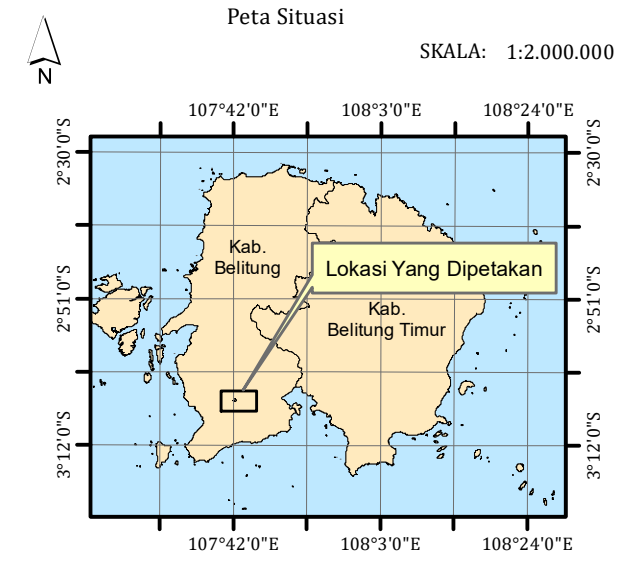 Peta Situasi
SKALA: 1:2.000.000
N
107°42'0"E 108°3'0"E 108°24'0"E
2°30'0"S 2°30'0"S
Kab.
Belitung
Lokasi Yang Dipetakan
2°51'0"S 2°51'0"S
Kab.
Belitung Timur
3°12'0"S 3°12'0"S
107°42'0"E 108°3'0"E 108°24'0"E